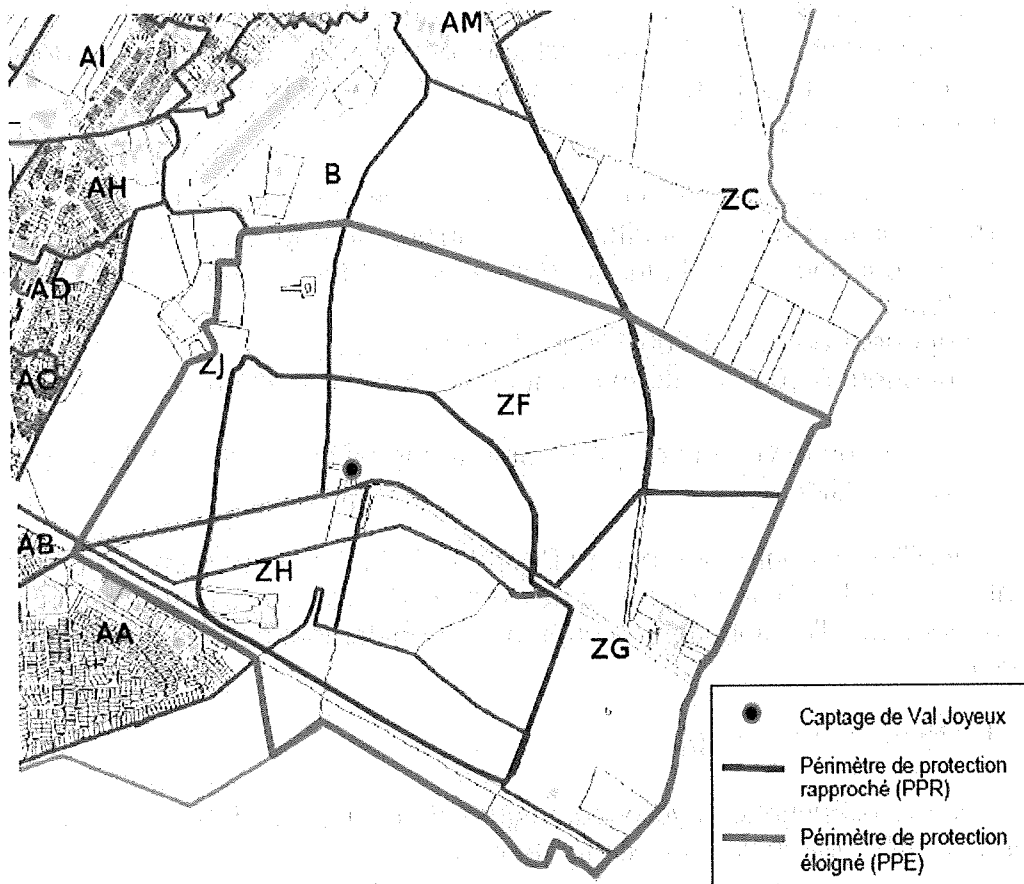 AM
AI
B
AH
ZC
AD
ZJ
AC
ZF
AB
ZH
AA
ZG
Captage de Val Joyeux
Périmètre de protection
rapproché (PPR)
Périmètre de protection
éloigné (PPE)